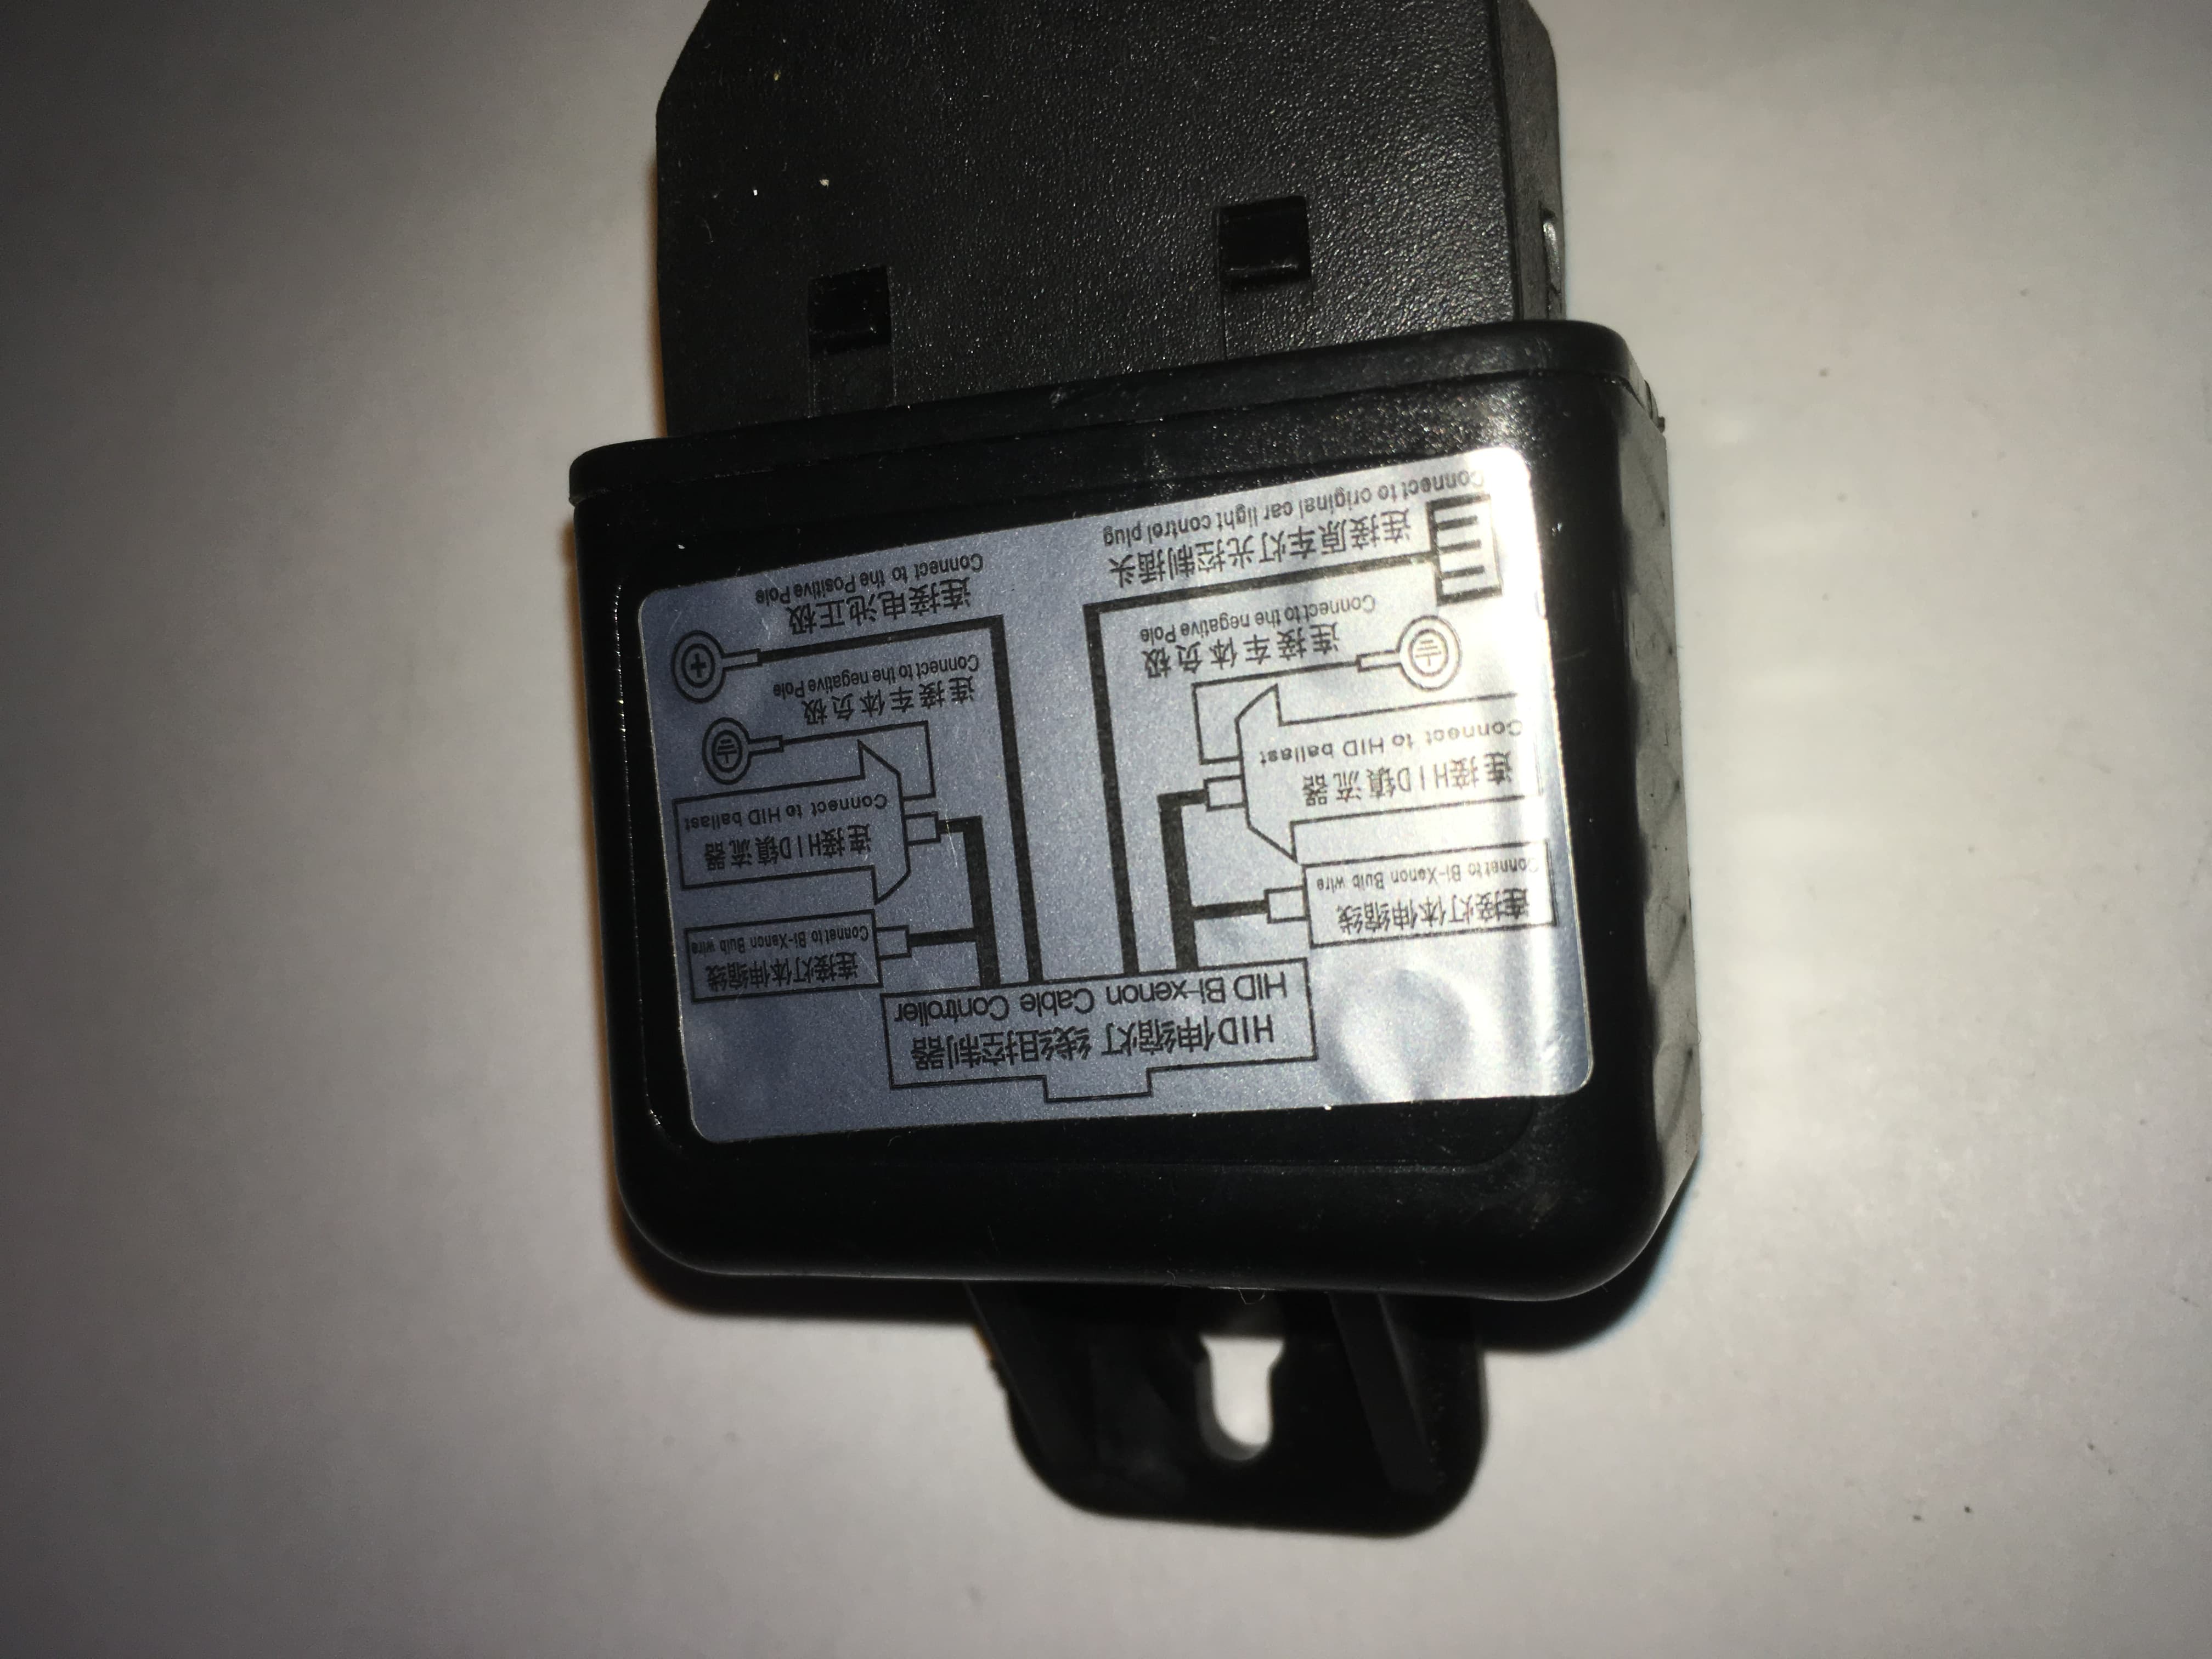 HID伸缩灯 线组控制器
HID Bi-xenon Cable Controller
连接灯体伸缩线
Connet to Bi-Xenon Bulb wire
连接HID镇流器
Connect to HID ballast
连接车体负极
Connect to the negative Pole
连接原车灯光控制插头
Connect to original car light control plug
连接灯体伸缩线
Connet to Bi-Xenon Bulb wire
连接HID镇流器
Connect to HID ballast
连接车体负极
Connect to the negative Pole
连接电池正极
Connect to the Positive Pole